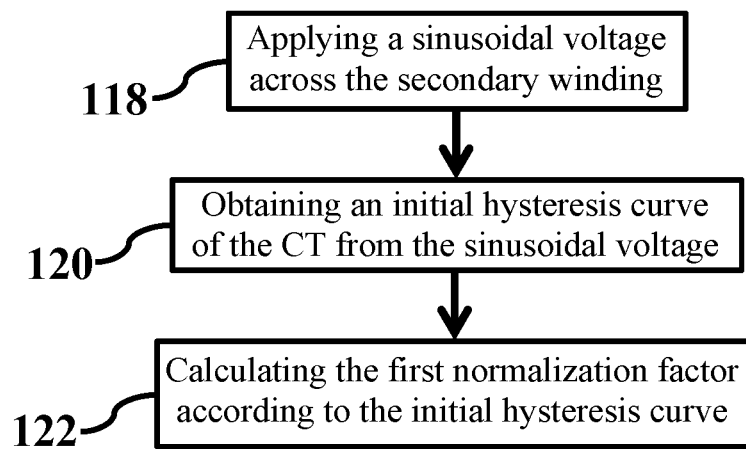 Applying a sinusoidal voltage
across the secondary winding
118
Obtaining an initial hysteresis curve
of the CT from the sinusoidal voltage
120
Calculating the first normalization factor
according to the initial hysteresis curve
122